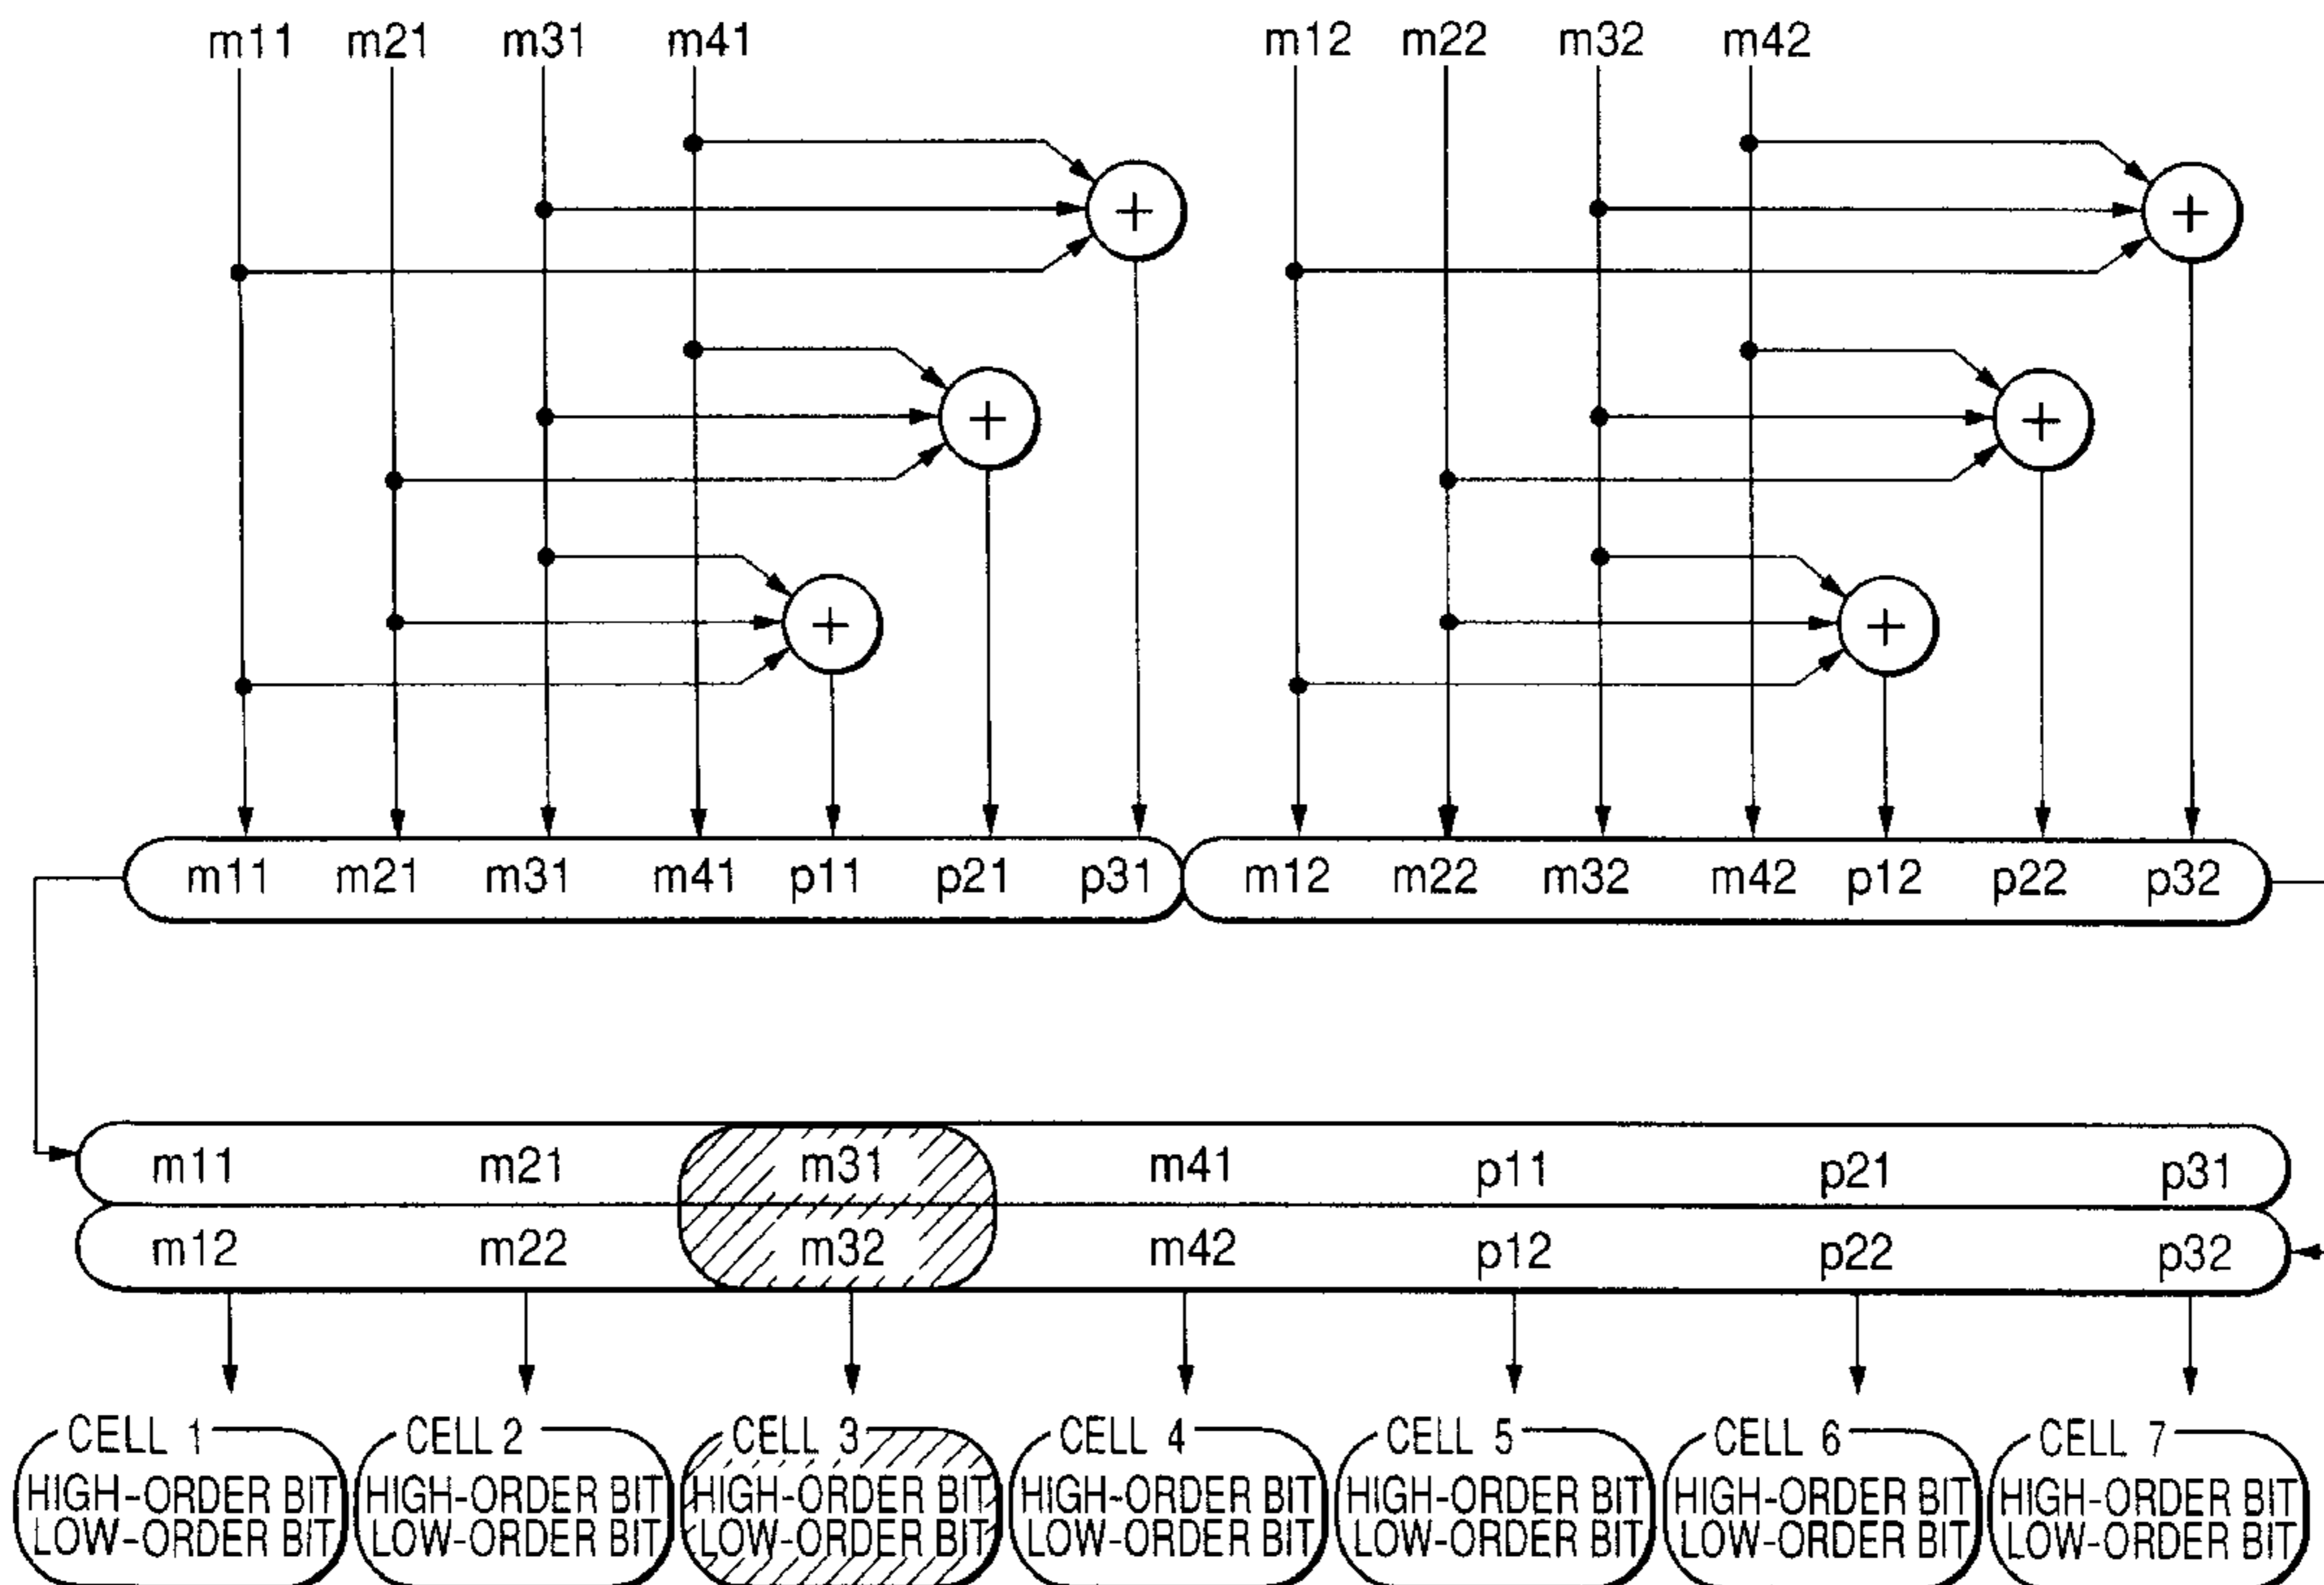 m11 m21 m31 m41 m12 m22 m32 m42
+ +
+ +
+ +
m11 m21 m31 m41 p11 p21 p31 m12 m22 m32 m42 p12 p22 p32
m11 m21 m31 m41 p11 p21 p31
m12 m22 m32 m42 p12 p22 p32
CELL 1 CELL 2 CELL 3 CELL 4 CELL 5 CELL 6 CELL 7
HIGH-ORDER BIT HIGH-ORDER BIT HIGH-ORDER BIT HIGH-ORDER BIT HIGH-ORDER BIT HIGH-ORDER BIT HIGH-ORDER BIT
LOW-ORDER BIT LOW-ORDER BIT LOW-ORDER BIT LOW-ORDER BIT LOW-ORDER BIT LOW-ORDER BIT LOW-ORDER BIT